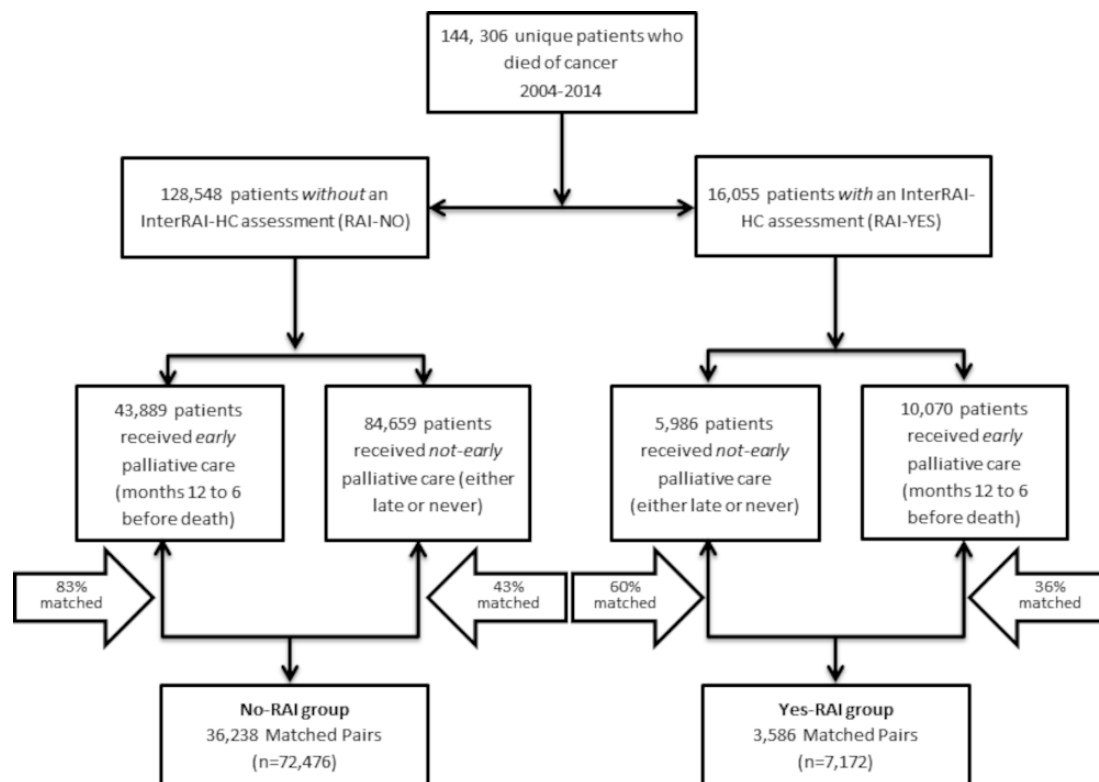 144, 306 unique patients who
died of cancer
2004-2014
128,548 patients without an
InterRAI-HC assessment (RAI-NO)
16,055 patients with an InterRAI-
HC assessment (RAI-YES)
43,889 patients
received early
palliative care
(months 12 to 6
before death)
84,659 patients
received not-early
palliative care (either
late or never)
5,986 patients
received not-early
palliative care
(either late or never)
10,070 patients
received early
palliative care
(months 12 to 6
before death)
83%
matched
43%
matched
60%
matched
36%
matched
No-RAI group
36,238 Matched Pairs
(n=72,476)
Yes-RAI group
3,586 Matched Pairs
(n=7,172)